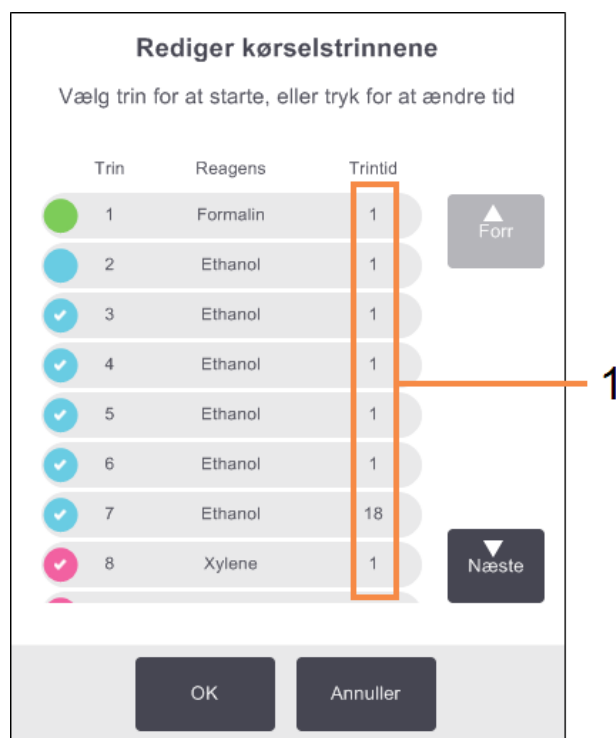 Rediger kørselstrinnene
Vælg trin for at starte, eller tryk for at ændre tid
Trin Reagens Trintid
1 Formalin 1
Forr
2 Ethanol 1
3 Ethanol 1
4 Ethanol 1
1
5 Ethanol 1
6 Ethanol 1
7 Ethanol 18
8 Xylene 1
Næste
OK Annuller